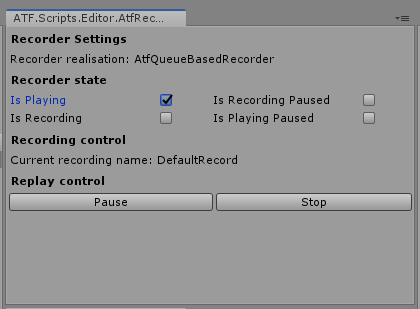 ATF.Scripts.Editor.AtfRec...
Recorder Settings
Recorder realisation: AtfQueueBasedRecorder
Recorder state
Is Playing Is Recording Paused
Is Recording Is Playing Paused
Recording control
Current recording name: DefaultRecord
Replay control
Pause Stop